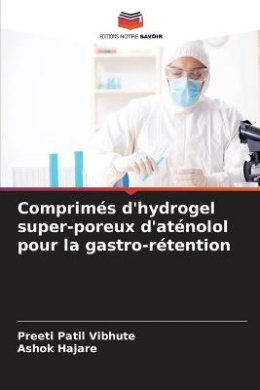 EDITIONS NOTRE SAVOIR
Comprimés d'hydrogel
super-poreux d'aténolol
pour la gastro-rétention
Preeti Patil Vibhute
Ashok Hajare